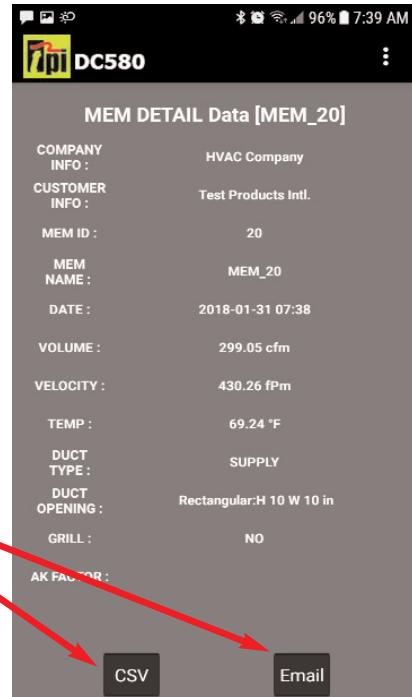 96% 7:39 AM
tpi DC580
MEM DETAIL Data [MEM_20]
COMPANY
INFO :
HVAC Company
CUSTOMER
INFO :
Test Products Intl.
MEM ID : 20
MEM
NAME :
MEM_20
DATE : 2018-01-31 07:38
VOLUME : 299.05 cfm
VELOCITY : 430.26 fPm
TEMP : 69.24 °F
DUCT
TYPE :
SUPPLY
DUCT
OPENING :
Rectangular:H 10 W 10 in
GRILL : NO
AK FACTOR :
CSV Email